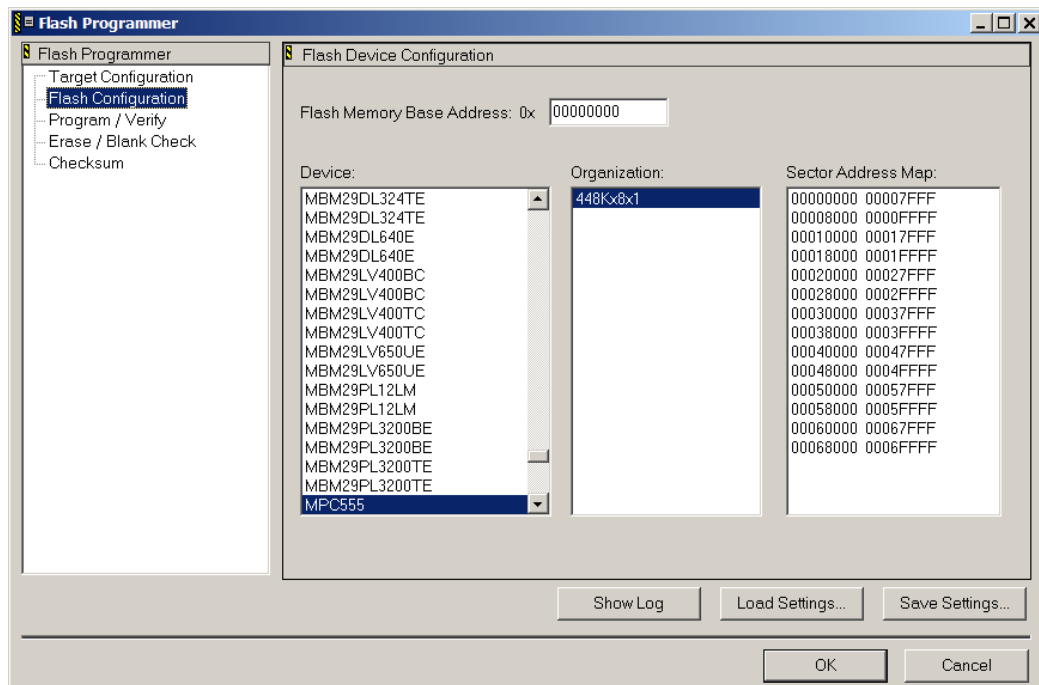 Flash Programmer
Flash Programmer
Target Configuration
Flash Configuration
Program / Verify
Erase / Blank Check
Checksum
Flash Device Configuration
Flash Memory Base Address: 0x 00000000
Device:
MBM29DL324TE
MBM29DL324TE
MBM29DL640E
MBM29DL640E
MBM29LV400BC
MBM29LV400BC
MBM29LV400TC
MBM29LV400TC
MBM29LV650UE
MBM29LV650UE
MBM29PL12LM
MBM29PL12LM
MBM29PL3200BE
MBM29PL3200BE
MBM29PL3200TE
MBM29PL3200TE
MPC555
Organization:
448Kx8x1
Sector Address Map:
00000000 00007FFF
00008000 0000FFFF
00010000 00017FFF
00018000 0001FFFF
00020000 00027FFF
00028000 0002FFFF
00030000 00037FFF
00038000 0003FFFF
00040000 00047FFF
00048000 0004FFFF
00050000 00057FFF
00058000 0005FFFF
00060000 00067FFF
00068000 0006FFFF
Show Log
Load Settings...
Save Settings...
OK
Cancel